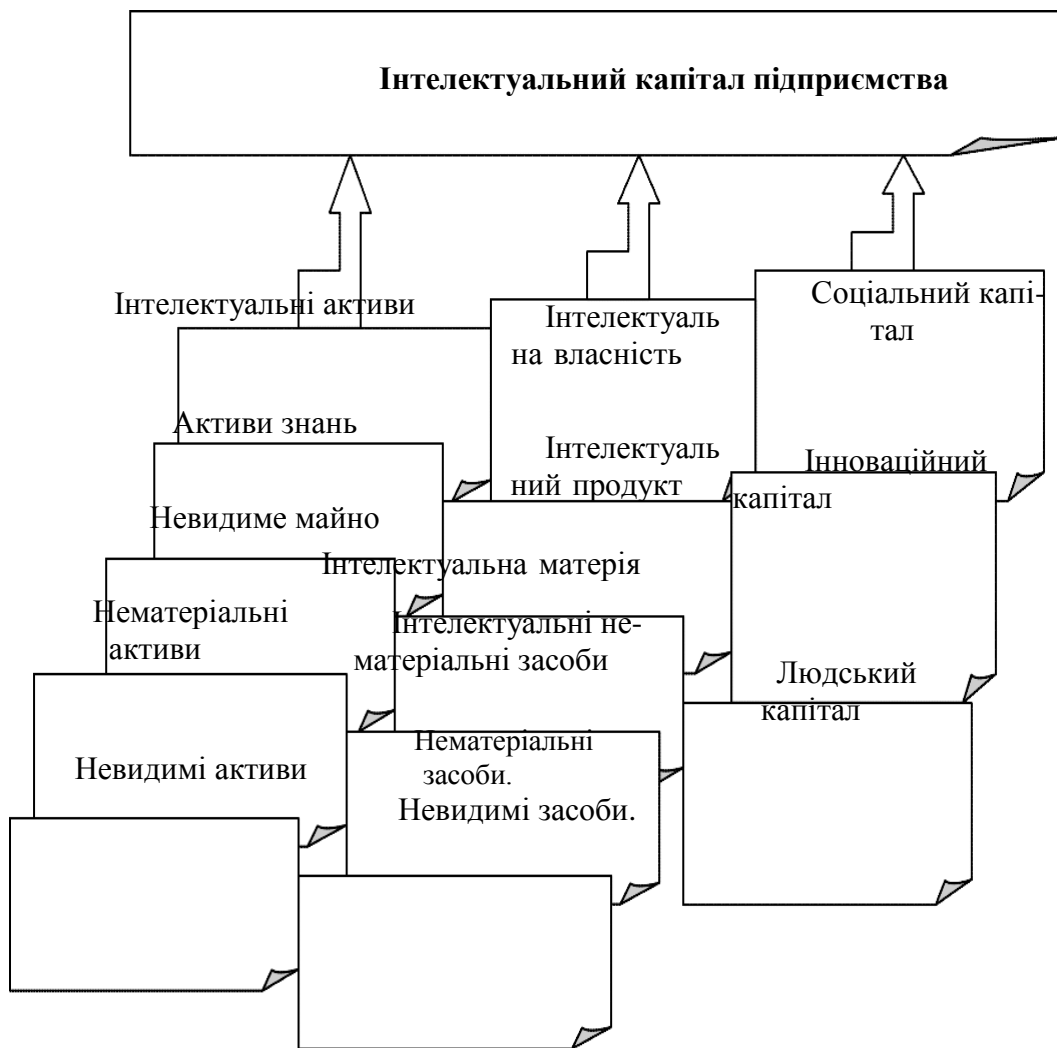 Інтелектуальний капітал підприємства
Інтелектуальні активи
Активи знань
Невидиме майно
Нематеріальні
активи
Невидимі активи
Інтелектуаль
на власність
Інтелектуаль
ний продукт
Інтелектуальна матерія
Інтелектуальні не-
матеріальні засоби
Нематеріальні
засоби.
Невидимі засоби.
Соціальний капі-
тал
Інноваційний
капітал
Людський
капітал